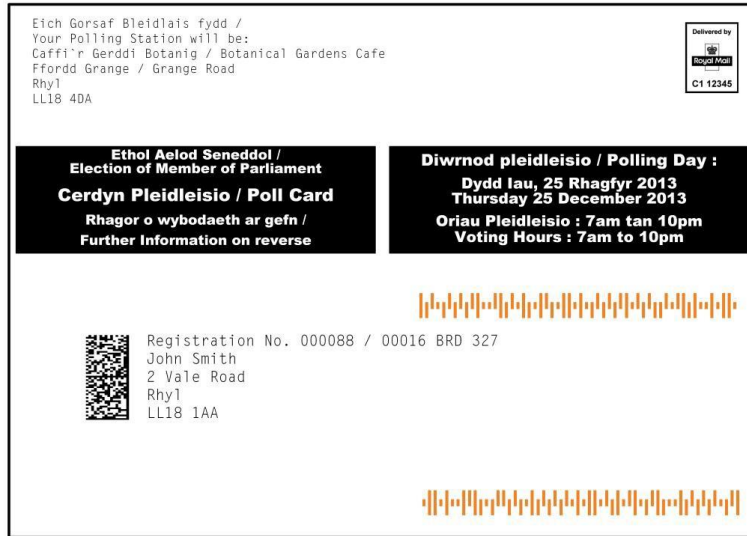 Eich Gorsaf Bleidlais fydd /
Your Polling Station will be:
Caffi`r Gerddi Botanig / Botanical Gardens Cafe
Ffordd Grange / Grange Road
Rhyl
LL18 4DA
Delivered by
Royal Mail
C1 12345
Ethol Aelod Seneddol /
Election of Member of Parliament
Cerdyn Pleidleisio / Poll Card
Rhagor o wybodaeth ar gefn /
Further Information on reverse
Diwrnod pleidleisio / Polling Day :
Dydd Iau, 25 Rhagfyr 2013
Thursday 25 December 2013
Oriau Pleidleisio : 7am tan 10pm
Voting Hours : 7am to 10pm
Registration No. 000088 / 00016 BRD 327
John Smith
2 Vale Road
Rhyl
LL18 1AA